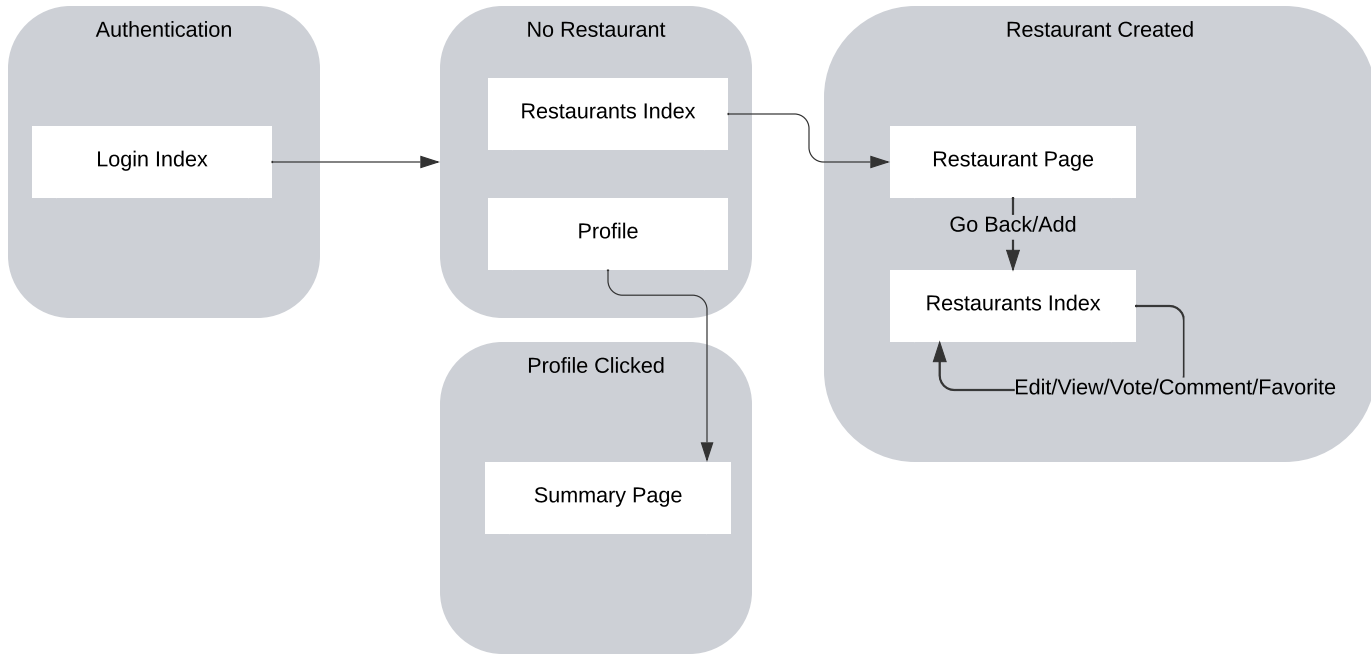 Authentication
Login Index
No Restaurant
Restaurants Index
Profile
Profile Clicked
Summary Page
Restaurant Created
Restaurant Page
Go Back/Add
Restaurants Index
Edit/View/Vote/Comment/Favorite